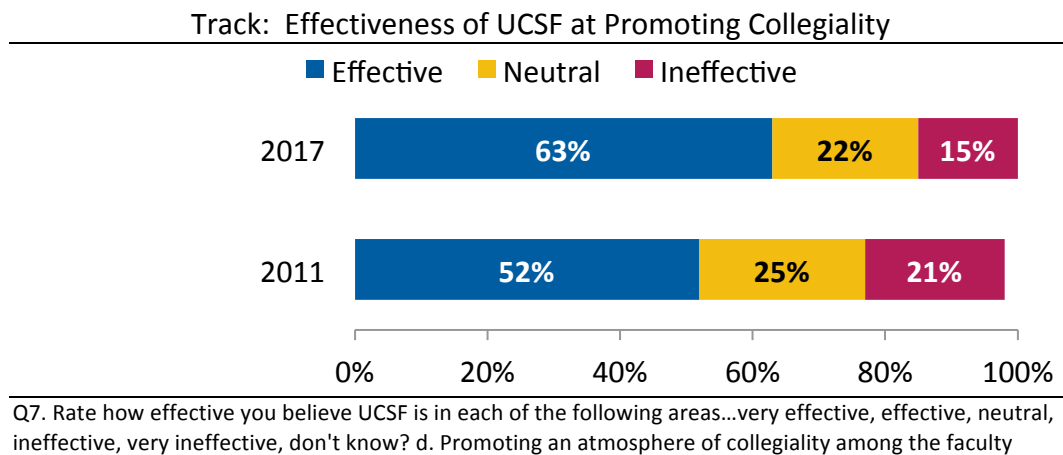 Track:  Effectiveness of UCSF at Promoting Collegiality
Effective Neutral Ineffective
2017 63% 22% 15%
2011 52% 25% 21%
0% 20% 40% 60% 80% 100%
Q7. Rate how effective you believe UCSF is in each of the following areas...very effective, effective, neutral,
ineffective, very ineffective, don't know? d. Promoting an atmosphere of collegiality among the faculty